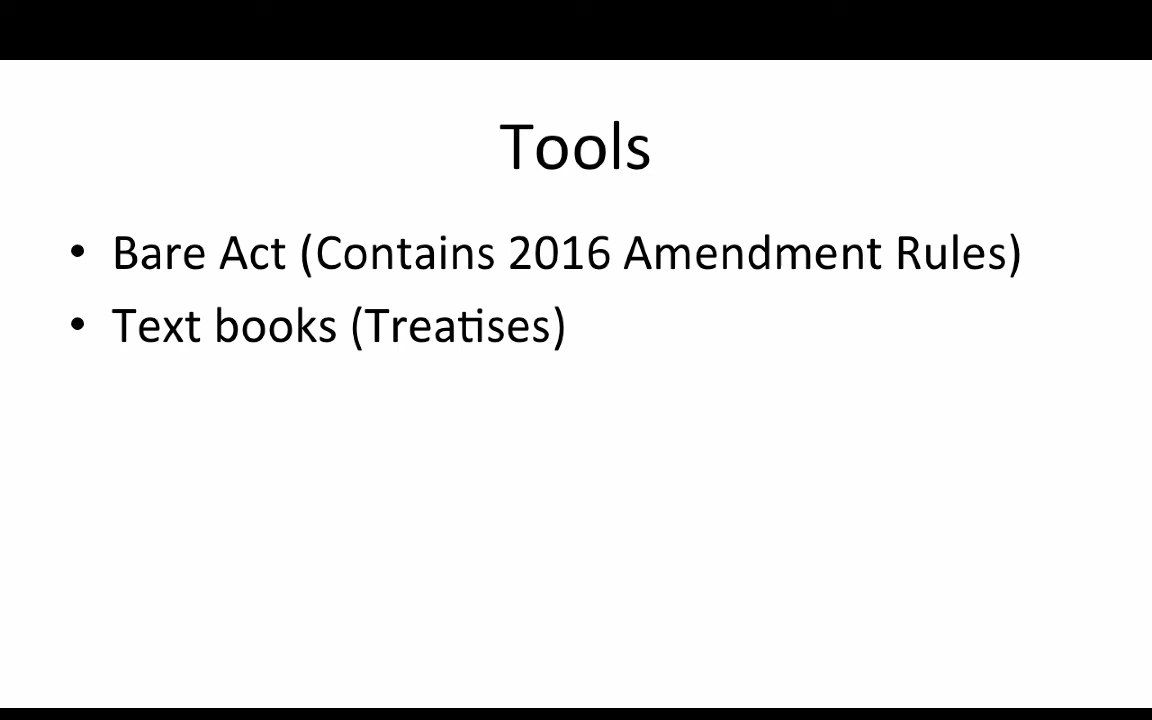 Tools
• Bare Act (Contains 2016 Amendment Rules)
• Text books (Treatises)